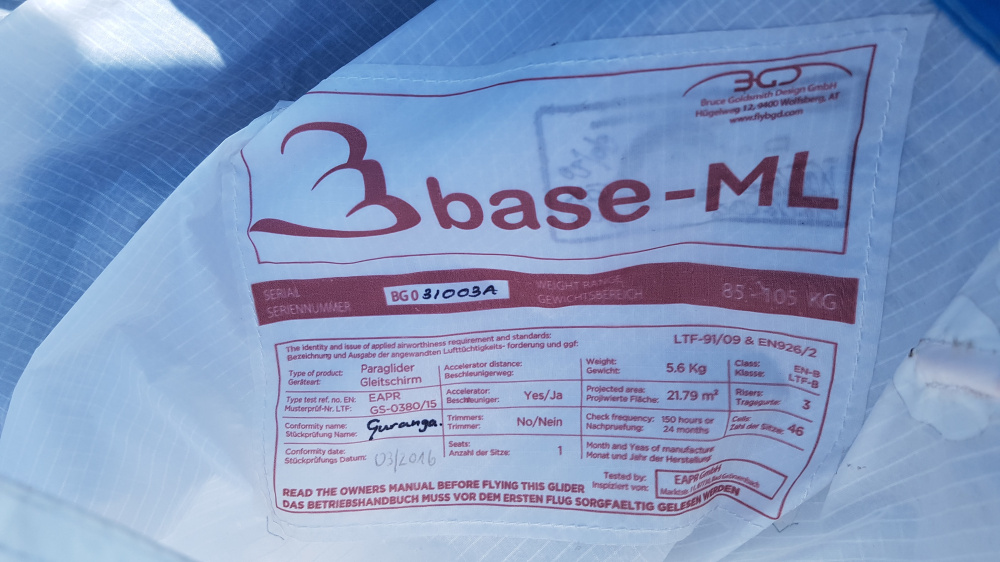 BGD
Bruce Goldsmith Design GmbH
Hügelweg 12, 9400 Wolfsberg, AT
www.flybgd.com
base-ML
SERIAL
SERIENNUMMER
BG0 31003A
WEIGHT RANGE
GEWICHTSBEREICH
85 - 105 KG
The identity and issue of applied airworthiness requirement and standards:
Bezeichnung und Ausgabe der angewandten Lufttüchtigkeits- forderung und ggf:
LTF-91/09 & EN926/2
Type of product:
Geräteart:
Paraglider
Gleitschirm
Accelerator distance:
Beschleunigerweg:
Weight:
Gewicht:
5.6 Kg
Class:
Klasse:
EN-B
LTF-B
Type test ref. no. EN:
Musterprüf-Nr. LTF:
EAPR
GS-0380/15
Accelerator:
Beschleuniger:
Yes/Ja
Projected area:
Projizierte Fläche:
21.79 m²
Risers:
Tragegurte:
3
Conformity name:
Stückprüfung Name:
Guranga.
Trimmers:
Trimmer:
No/Nein
Check frequency:
Nachpruefung:
150 hours or
24 months
Cells:
Zahl der Sitze:
46
Conformity date:
Stückprüfungs Datum:
03/2016
Seats:
Anzahl der Sitze:
1
Month and Yeas of manufacture
Monat und Jahr der Herstellung
Tested by:
Inspiziert von:
EAPR GmbH
READ THE OWNERS MANUAL BEFORE FLYING THIS GLIDER
DAS BETRIEBSHANDBUCH MUSS VOR DEM ERSTEN FLUG SORGFAELTIG GELESEN WERDEN